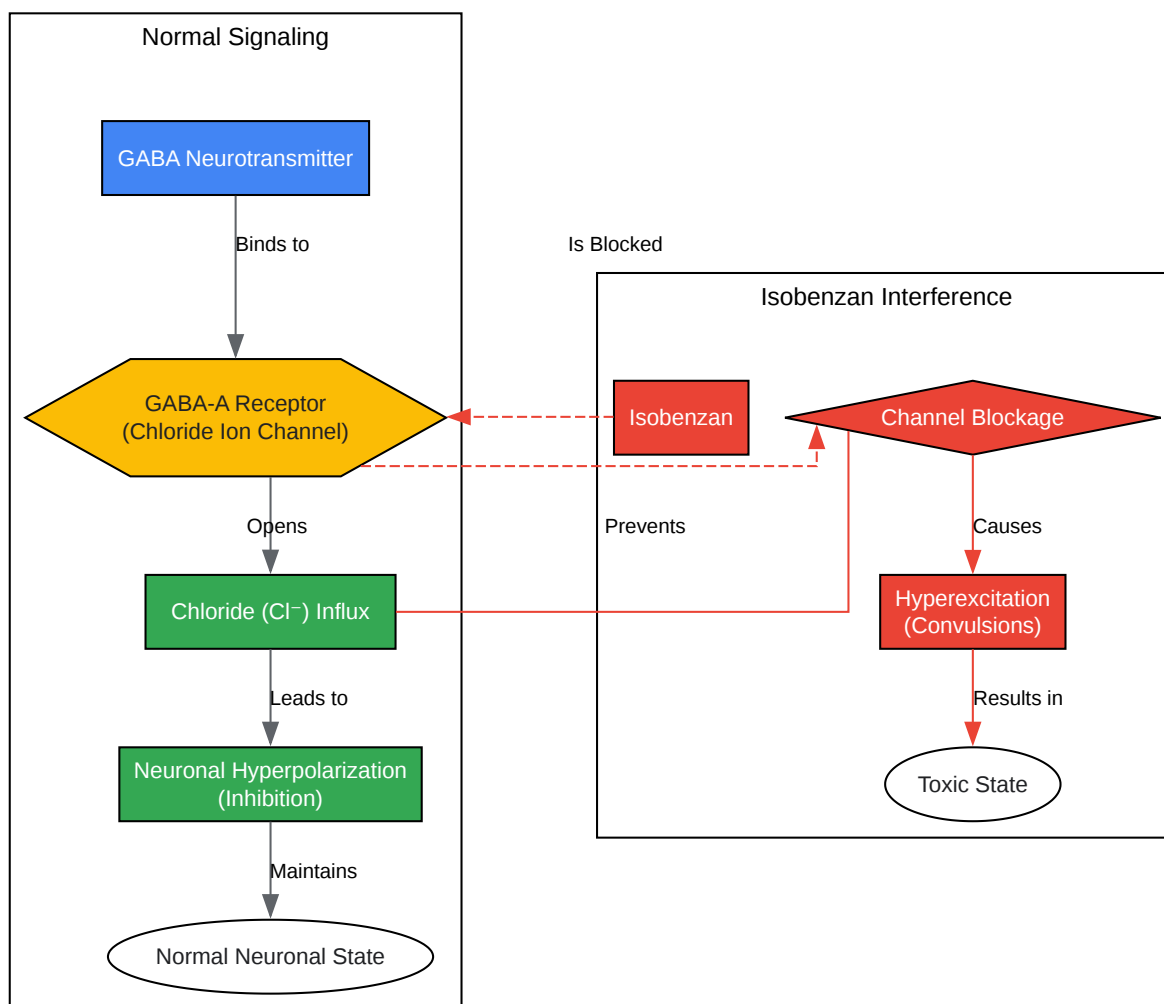 Normal Signaling
GABA Neurotransmitter
Binds to
GABA-A Receptor
(Chloride Ion Channel)
Opens
Chloride (Cl⁻) Influx
Leads to
Neuronal Hyperpolarization
(Inhibition)
Maintains
Normal Neuronal State
Is Blocked
Isobenzan Interference
Isobenzan
Channel Blockage
Prevents
Causes
Hyperexcitation
(Convulsions)
Results in
Toxic State